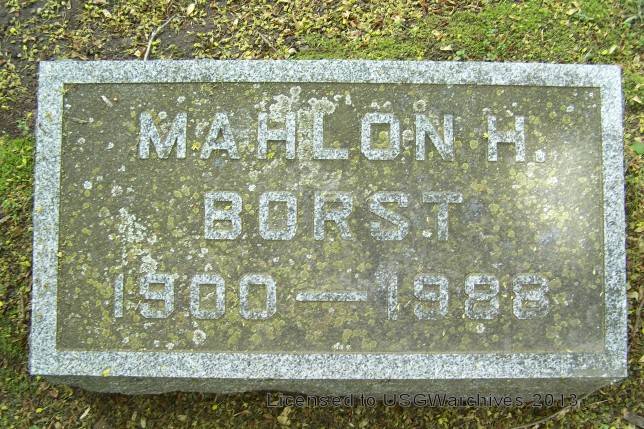 MAHLON H.
BORST
1900—1988
Licensed to USGWarchives 2013